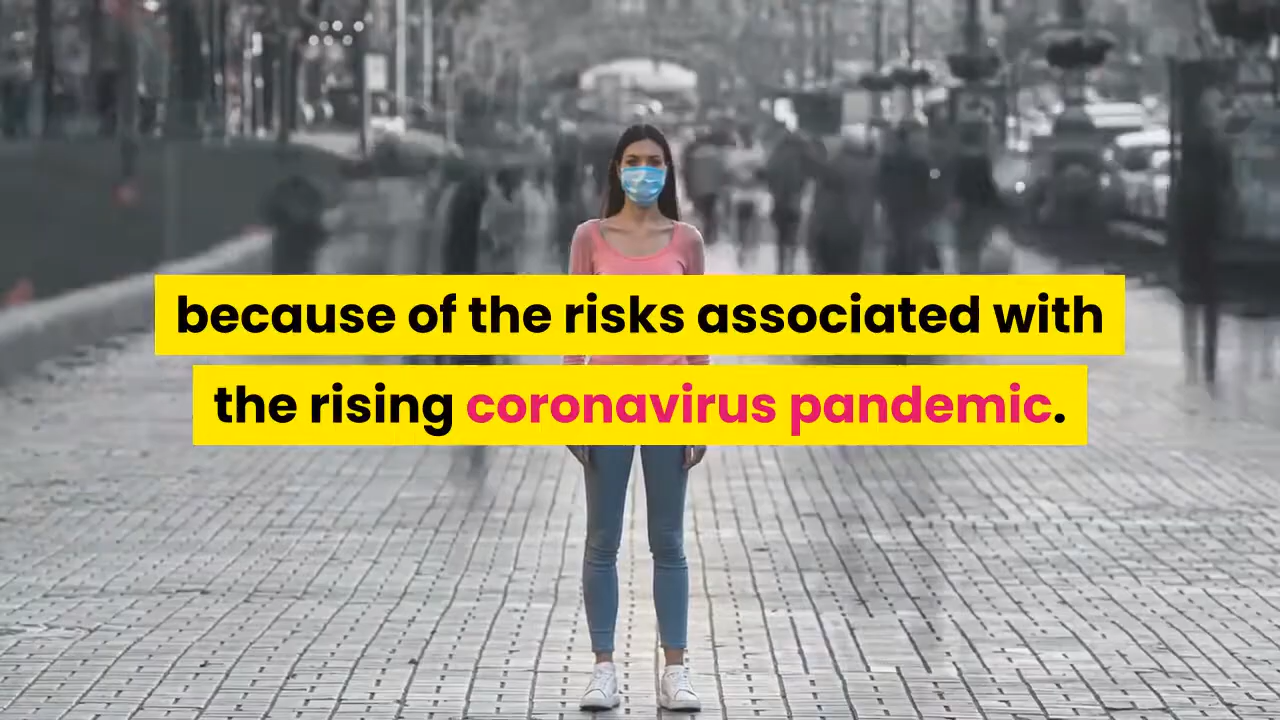 because of the risks associated with
the rising coronavirus pandemic.